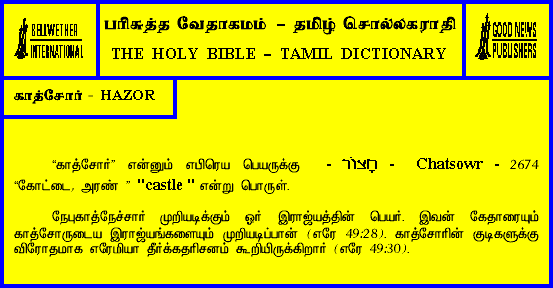 BELLWETHER
INTERNATIONAL
பரிசுத்த வேதாகமம் – தமிழ் சொல்லகராதி
THE HOLY BIBLE – TAMIL DICTIONARY
GOOD NEWS
PUBLISHERS
காத்சோர் - HAZOR
“காத்சோர்” என்னும் எபிரெய பெயருக்கு - חָצוֹר - Chatsowr - 2674
“கோட்டை, அரண் ” "castle " என்று பொருள்.
நேபுகாத்நேச்சார் முறியடிக்கும் ஓர் இராஜ்யத்தின் பெயர். இவன் கேதாரையும்
காத்சோருடைய இராஜ்யங்களையும் முறியடிப்பான் (எரே 49:28). காத்சோரின் குடிகளுக்கு
விரோதமாக எரேமியா தீர்க்கதரிசனம் கூறியிருக்கிறார் (எரே 49:30).